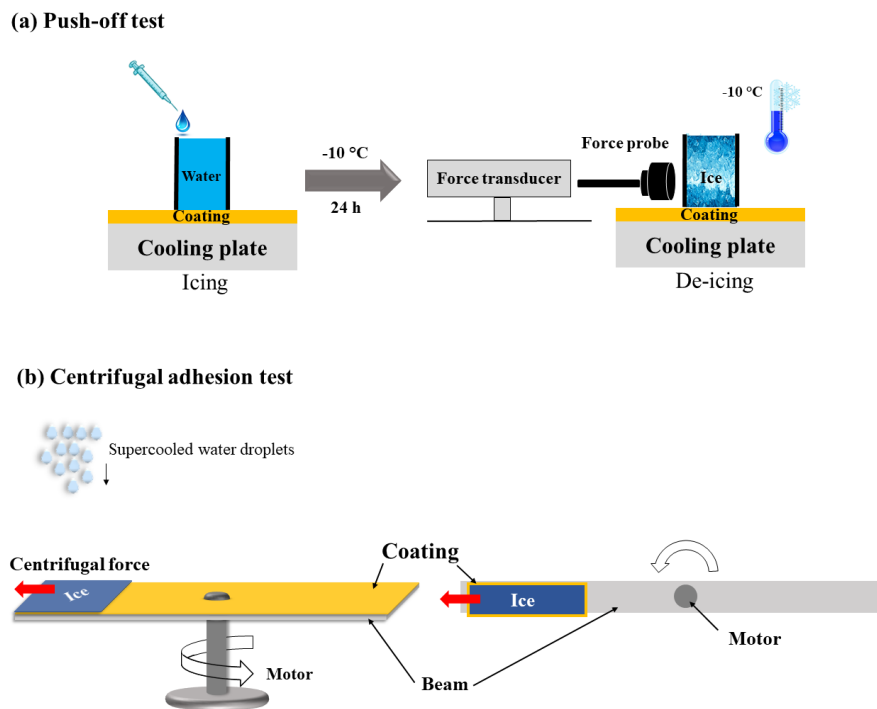 (a) Push-off test
-10 °C
Force probe
-10 °C
Water
Force transducer
Ice
24 h
Coating
Coating
Cooling plate
Cooling plate
Icing
De-icing
(b) Centrifugal adhesion test
Supercooled water droplets
Centrifugal force
Coating
Ice
Ice
Motor
Motor
Beam